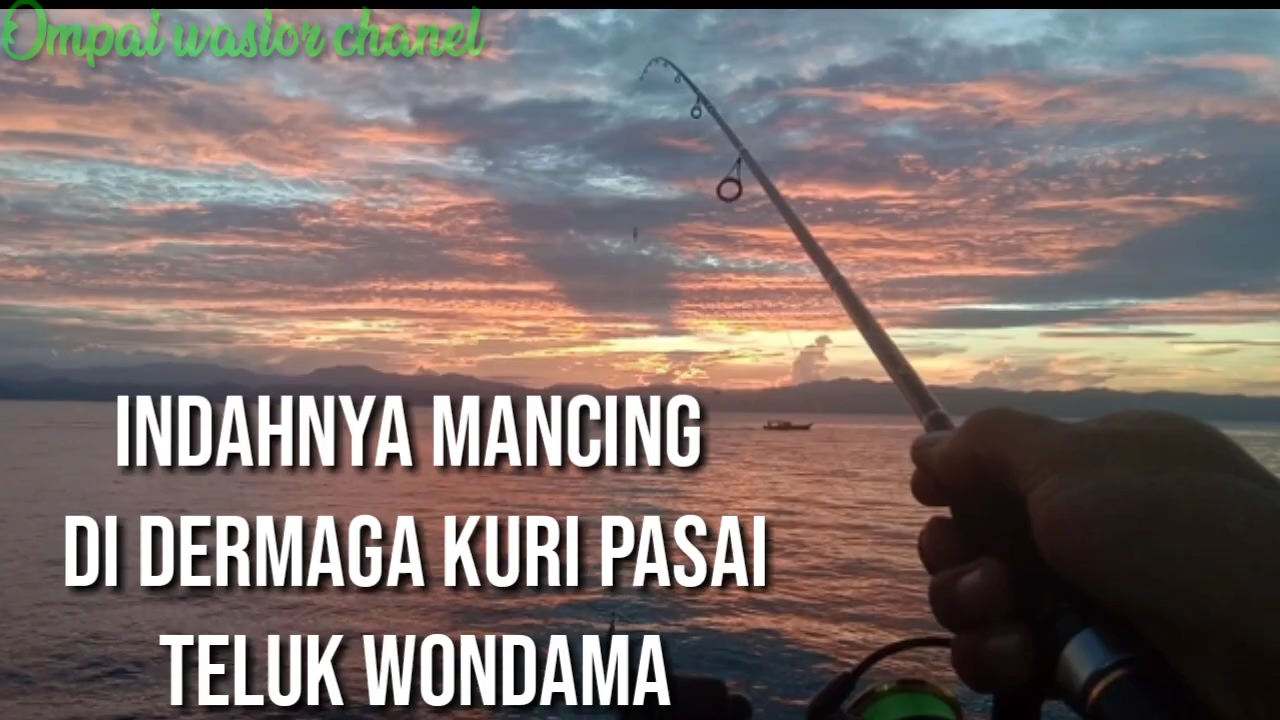 Ompai wasior chanel
INDAHNYA MANCING
DI DERMAGA KURI PASAI
TELUK WONDAMA